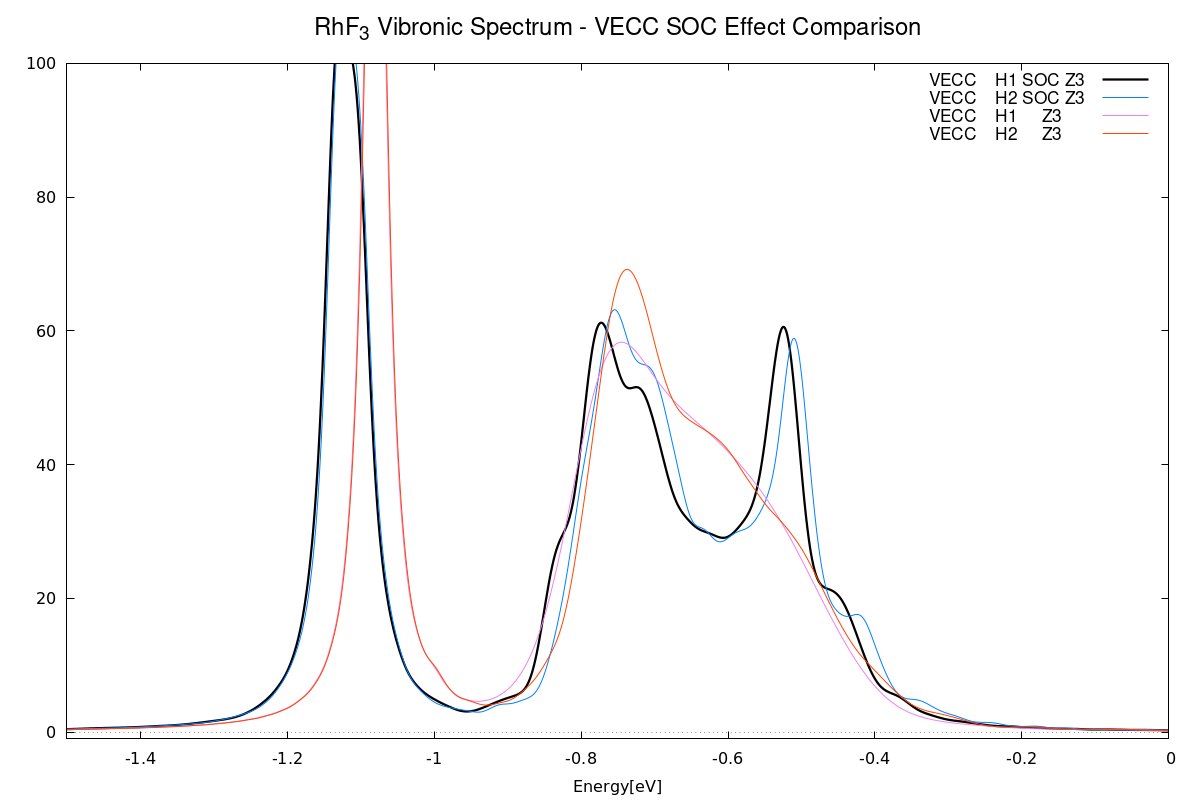 RhF3 Vibronic Spectrum - VECC SOC Effect Comparison
VECC H1 SOC Z3
VECC H2 SOC Z3
VECC H1 Z3
VECC H2 Z3
100
80
60
40
20
0
-1.4 -1.2 -1 -0.8 -0.6 -0.4 -0.2 0
Energy[eV]